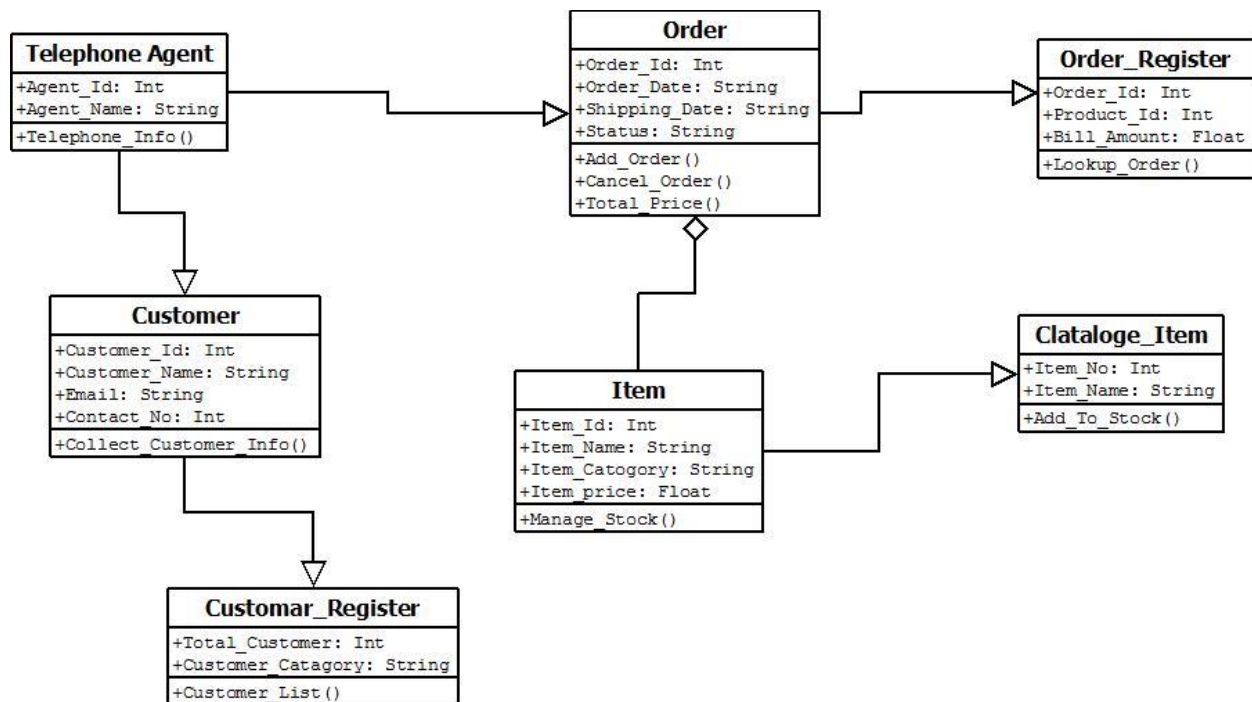 Telephone Agent
+Agent_Id: Int
+Agent_Name: String
+Telephone_Info()
Order
+Order_Id: Int
+Order_Date: String
+Shipping_Date: String
+Status: String
+Add_Order()
+Cancel_Order()
+Total_Price()
Order_Register
+Order_Id: Int
+Product_Id: Int
+Bill_Amount: Float
+Lookup_Order()
Customer
+Customer_Id: Int
+Customer_Name: String
+Email: String
+Contact_No: Int
+Collect_Customer_Info()
Item
+Item_Id: Int
+Item_Name: String
+Item_Catogory: String
+Item_price: Float
+Manage_Stock()
Clataloge_Item
+Item_No: Int
+Item_Name: String
+Add_To_Stock()
Customar_Register
+Total_Customer: Int
+Customer_Catagory: String
+Customer_List()